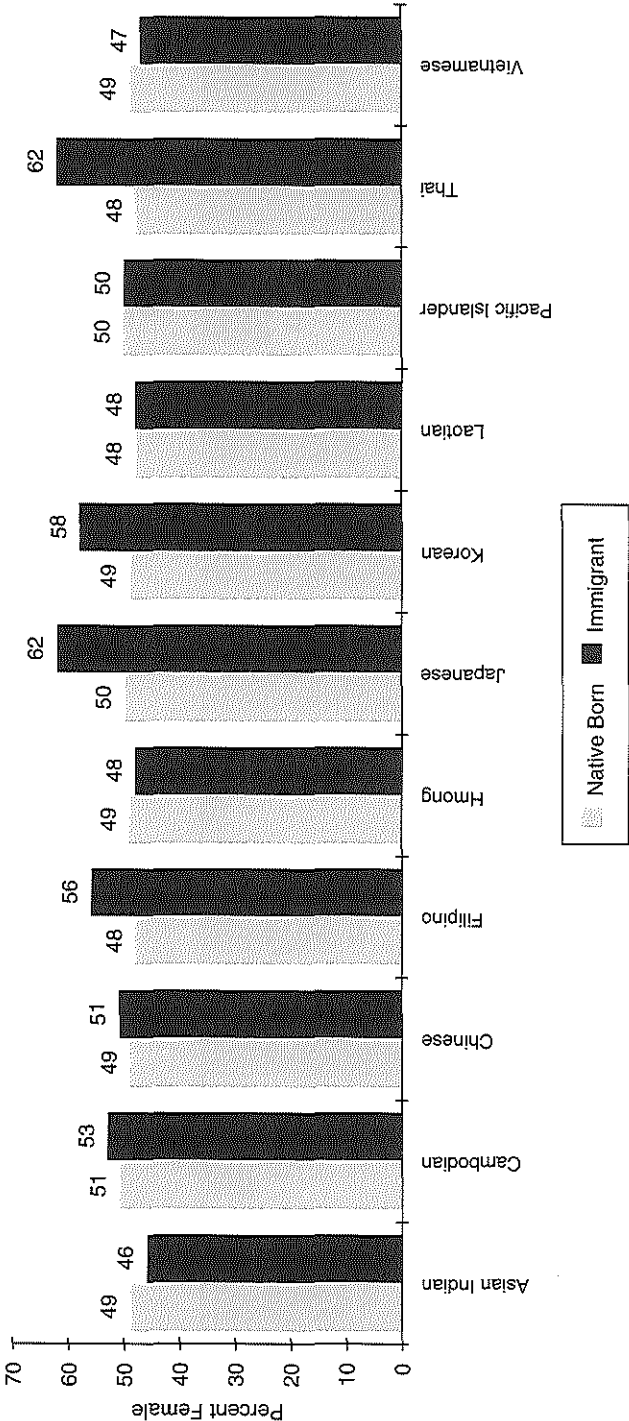 70
60
50
40
30
20
10
0
Percent Female
49 46
51 53
49 51
48 56
49 48
50 62
49 58
48 48
50 50
48 62
49 47
Asian Indian
Cambodian
Chinese
Filipino
Hmong
Japanese
Korean
Laotian
Pacific Islander
Thai
Vietnamese
Native Born Immigrant